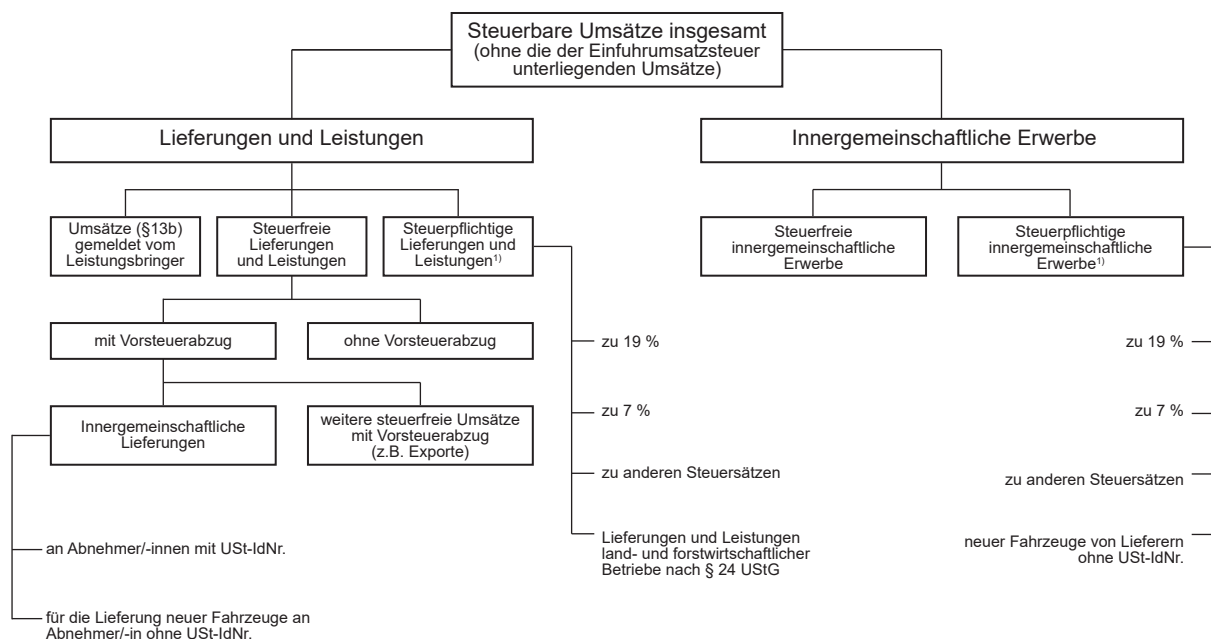 Steuerbare Umsätze insgesamt
(ohne die der Einfuhrumsatzsteuer
unterliegenden Umsätze)
Lieferungen und Leistungen
Innergemeinschaftliche Erwerbe
Umsätze (§13b)
gemeldet vom
Leistungsbringer
Steuerfreie
Lieferungen
und Leistungen
Steuerpflichtige
Lieferungen und
Leistungen¹⁾
Steuerfreie
innergemeinschaftliche
Erwerbe
Steuerpflichtige
innergemeinschaftliche
Erwerbe¹⁾
mit Vorsteuerabzug
ohne Vorsteuerabzug
zu 19 %
zu 19 %
Innergemeinschaftliche
Lieferungen
weitere steuerfreie Umsätze
mit Vorsteuerabzug
(z.B. Exporte)
zu 7 %
zu 7 %
zu anderen Steuersätzen
zu anderen Steuersätzen
an Abnehmer/-innen mit USt-IdNr.
Lieferungen und Leistungen
land- und forstwirtschaftlicher
Betriebe nach § 24 UStG
neuer Fahrzeuge von Lieferern
ohne USt-IdNr.
für die Lieferung neuer Fahrzeuge an
Abnehmer/-in ohne USt-IdNr.